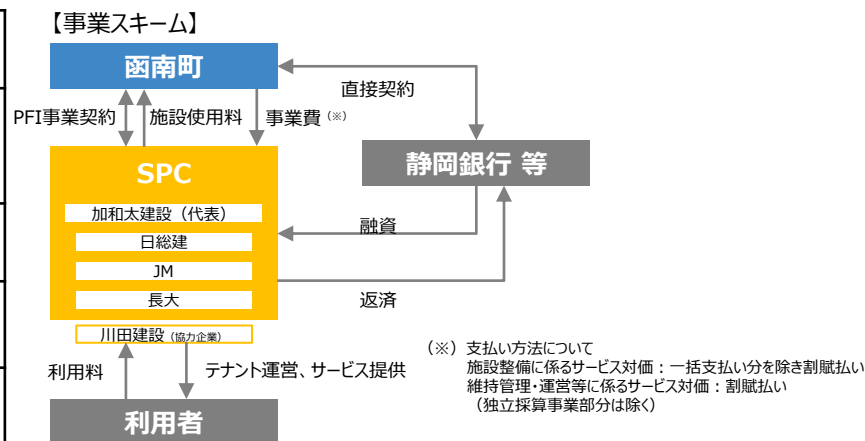 【事業スキーム】
函南町
直接契約
PFI事業契約
施設使用料
事業費(※)
SPC
静岡銀行 等
加和太建設（代表）
日総建
JM
長大
融資
返済
川田建設（協力企業）
利用料
テナント運営、サービス提供
利用者
（※）支払い方法について
施設整備に係るサービス対価：一括支払い分を除き割賦払い
維持管理・運営等に係るサービス対価：割賦払い
（独立採算事業部分は除く）